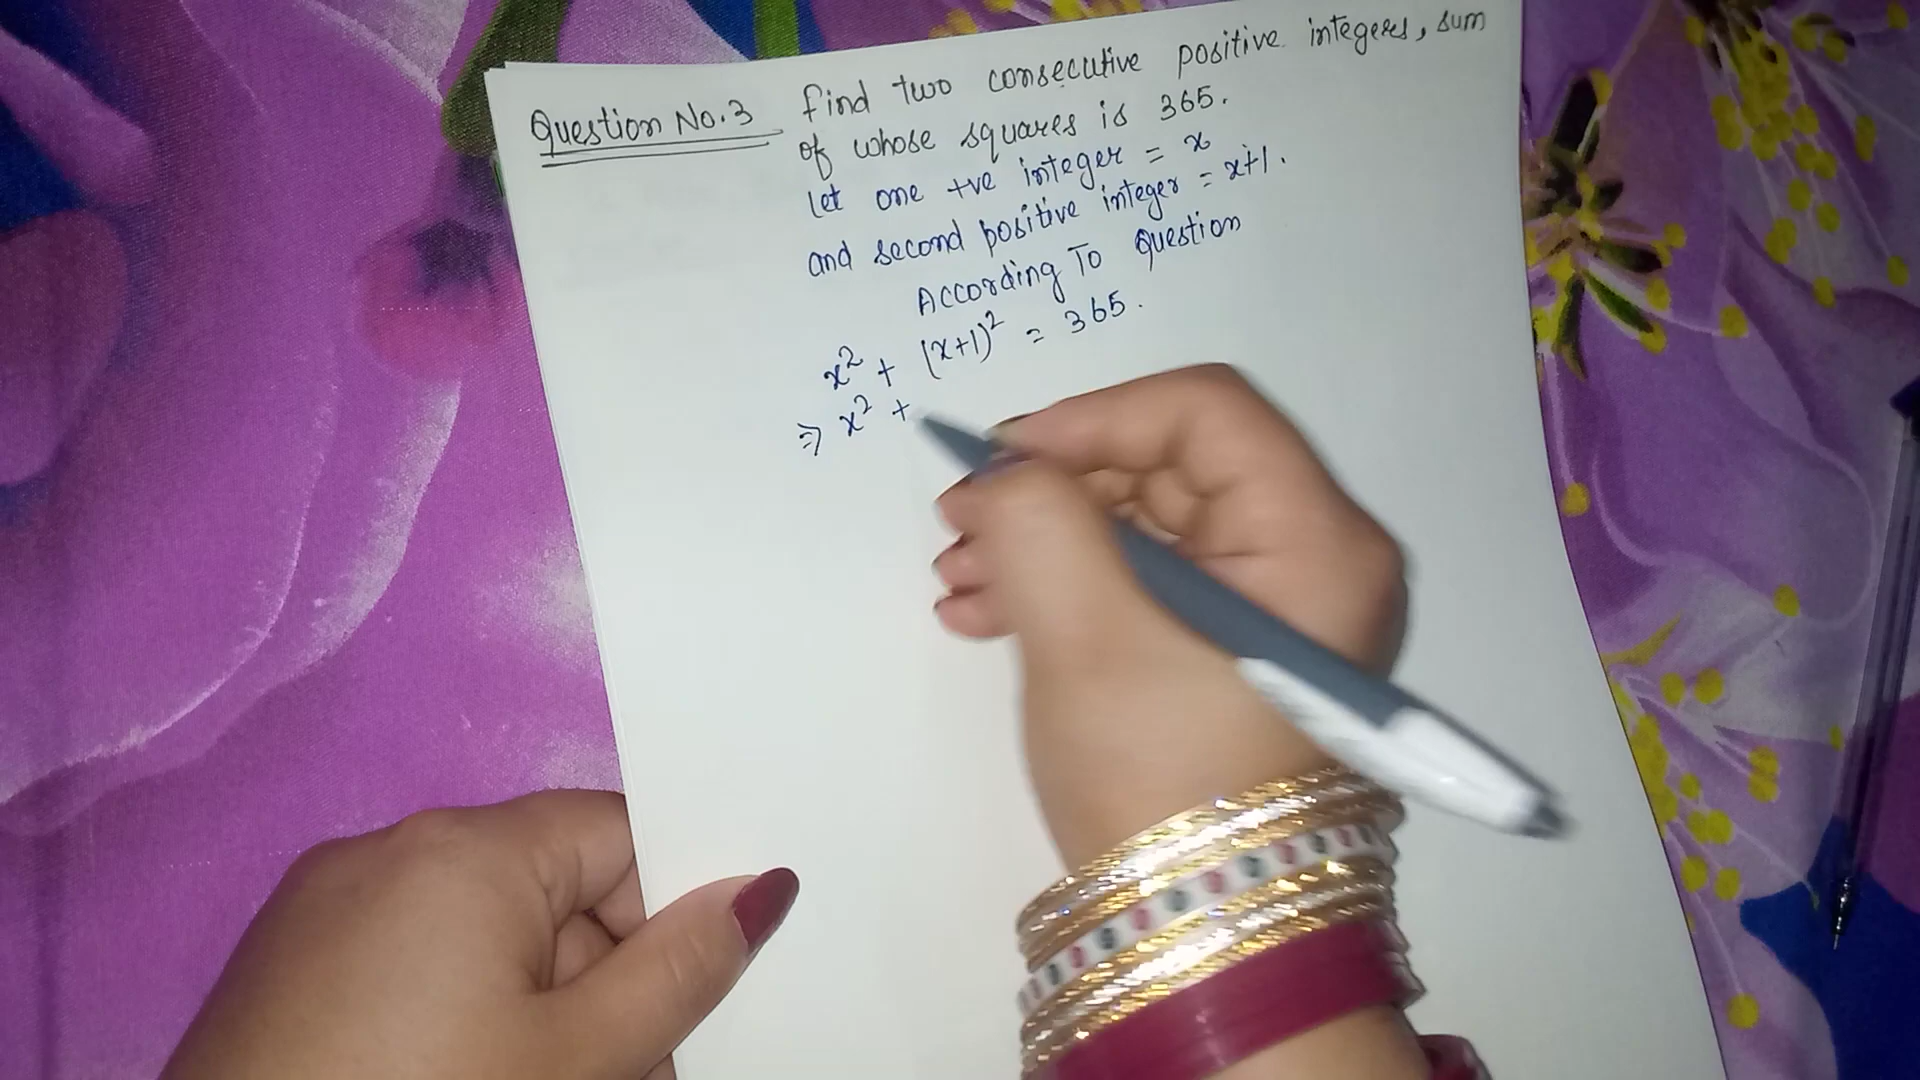 Question No.3 find two consecutive positive integers, sum
of whose squares is 365.
Let one +ve integer = x
and second positive integer = x+1.
According To Question
x² + (x+1)² = 365.
⇒ x² +